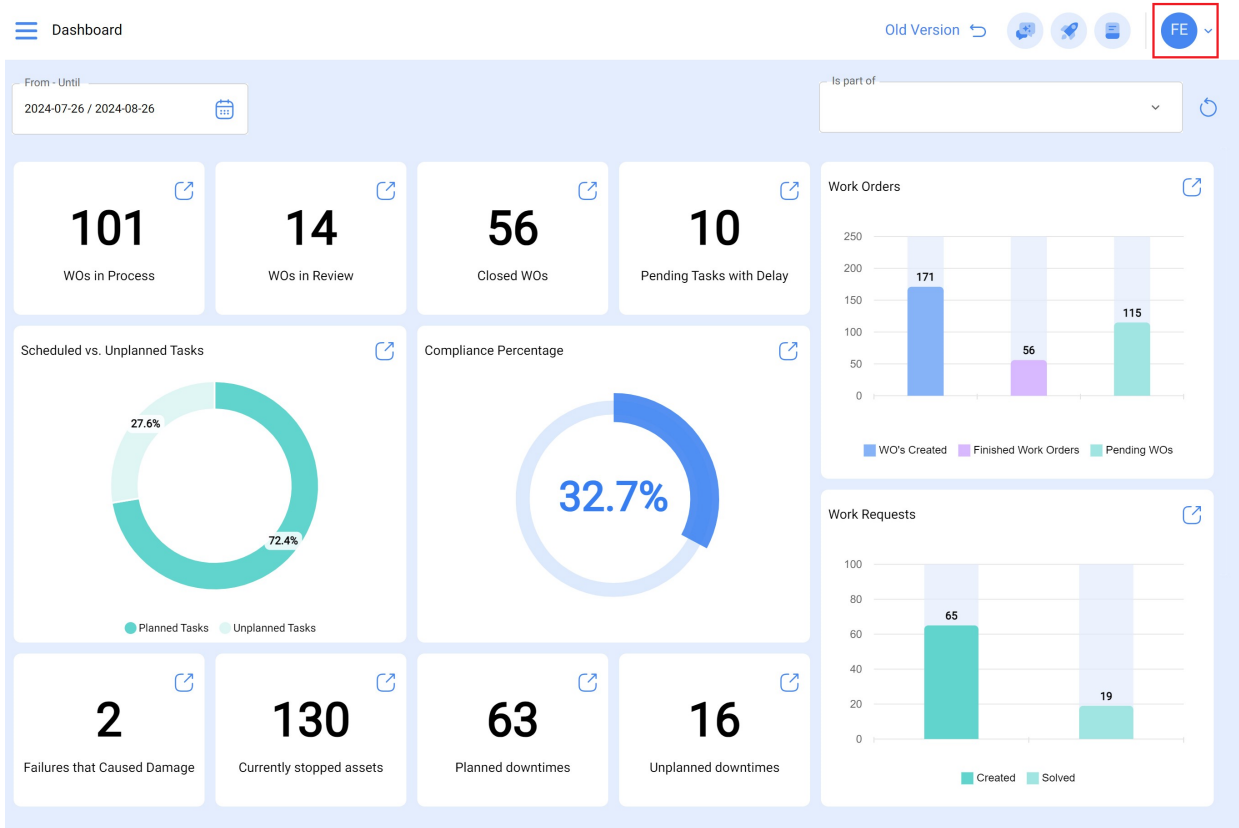 Dashboard
Old Version
FE
From - Until
2024-07-26 / 2024-08-26
Is part of
101
WOs in Process
14
WOs in Review
56
Closed WOs
10
Pending Tasks with Delay
Work Orders
250
200
150
100
50
0
171
56
115
WO's Created
Finished Work Orders
Pending WOs
Scheduled vs. Unplanned Tasks
27.6%
72.4%
Planned Tasks
Unplanned Tasks
Compliance Percentage
32.7%
Work Requests
100
80
60
40
20
0
65
19
Created
Solved
2
Failures that Caused Damage
130
Currently stopped assets
63
Planned downtimes
16
Unplanned downtimes